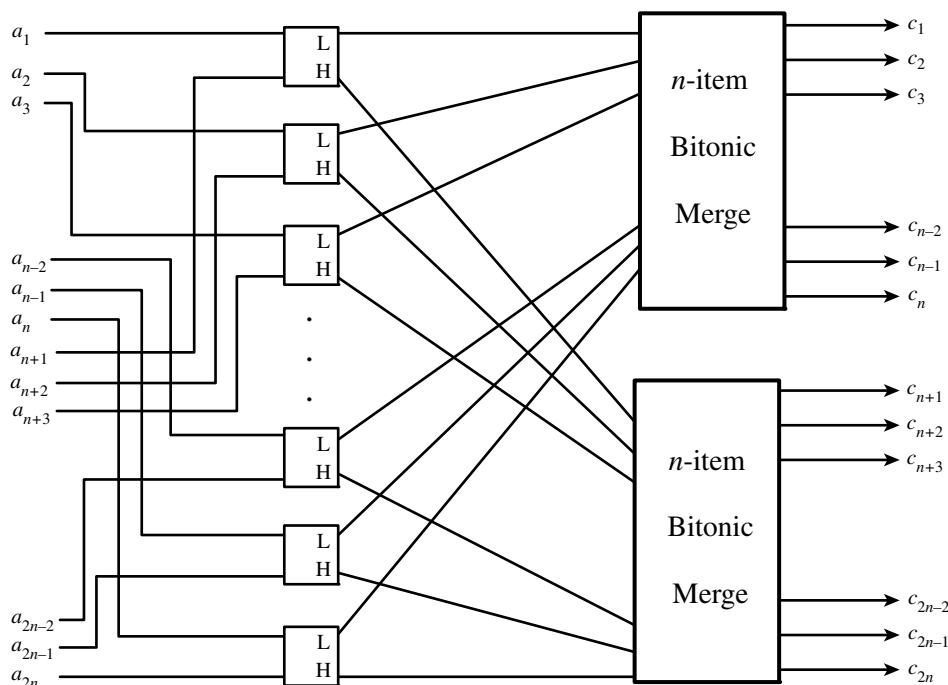 a₁
a₂
a₃
aₙ₋₂
aₙ₋₁
aₙ
aₙ₊₁
aₙ₊₂
aₙ₊₃
a₂ₙ₋₂
a₂ₙ₋₁
a₂ₙ
L
H
L
H
L
H
.
.
.
L
H
L
H
L
H
n-item
Bitonic
Merge
n-item
Bitonic
Merge
c₁
c₂
c₃
cₙ₋₂
cₙ₋₁
cₙ
cₙ₊₁
cₙ₊₂
cₙ₊₃
c₂ₙ₋₂
c₂ₙ₋₁
c₂ₙ